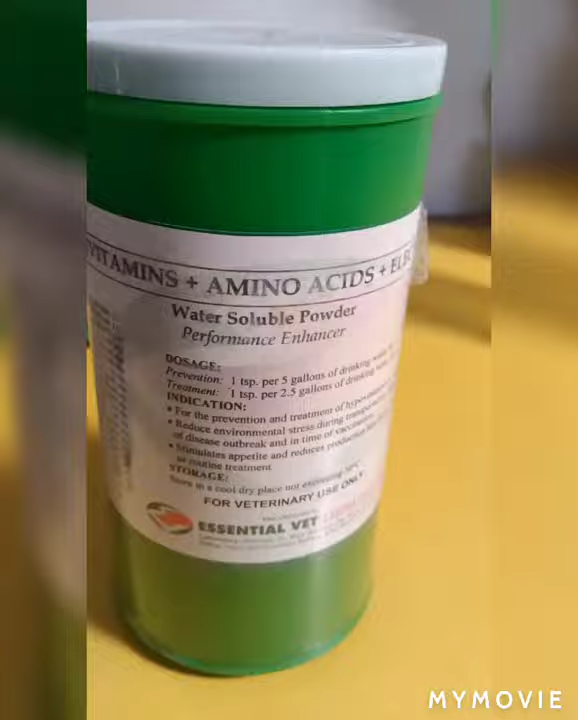 VITAMINS + AMINO ACIDS +
Water Soluble Powder
Performance Enhancer
DOSAGE:
Prevention: 1 tsp. per 5 gallons of drinking
Treatment: 1 tsp. per 2.5 gallons of drinking
INDICATION:
• For the prevention and treatment of
• Reduce environmental stress during
of disease outbreak and in time of
• Stimulates appetite and reduces production
or routine treatment
STORAGE:
Store in a cool dry place not exceeding
FOR VETERINARY USE ONLY
ESSENTIAL VET
MYMOVIE